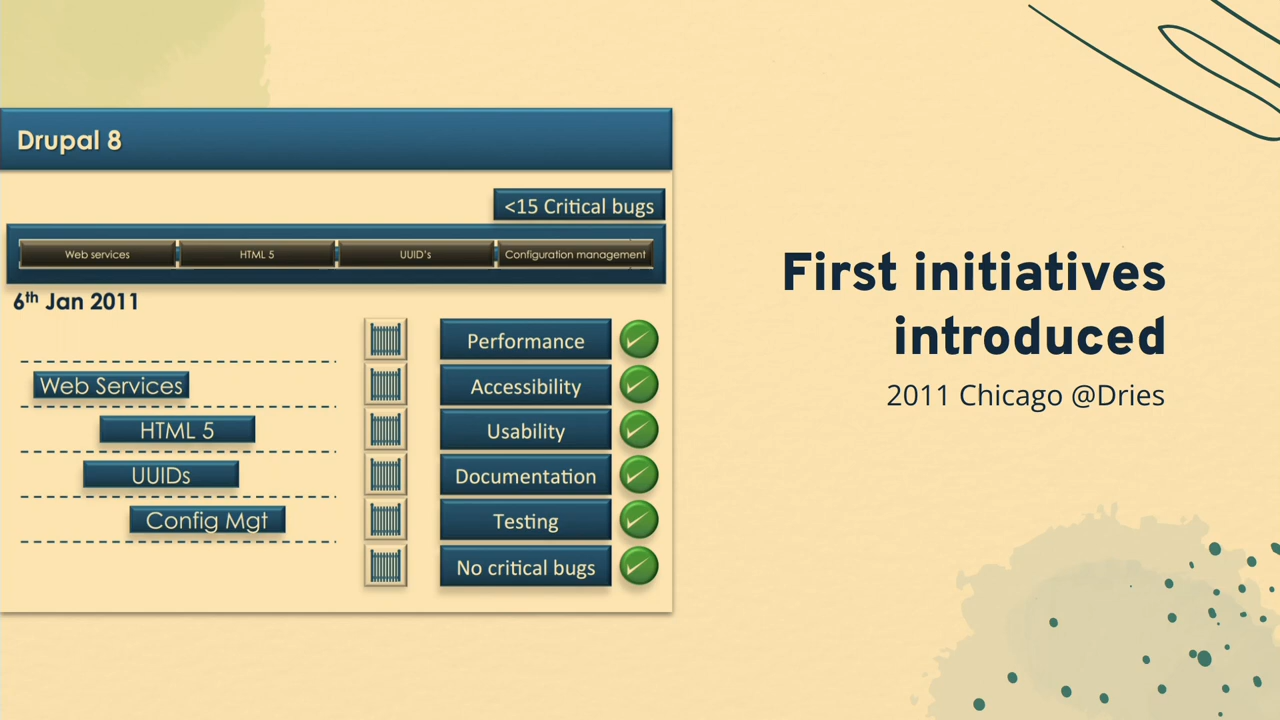 Drupal 8
<15 Critical bugs
Web services
HTML 5
UUID's
Configuration management
6th Jan 2011
Web Services
HTML 5
UUIDs
Config Mgt
Performance
Accessibility
Usability
Documentation
Testing
No critical bugs
First initiatives
introduced
2011 Chicago @Dries